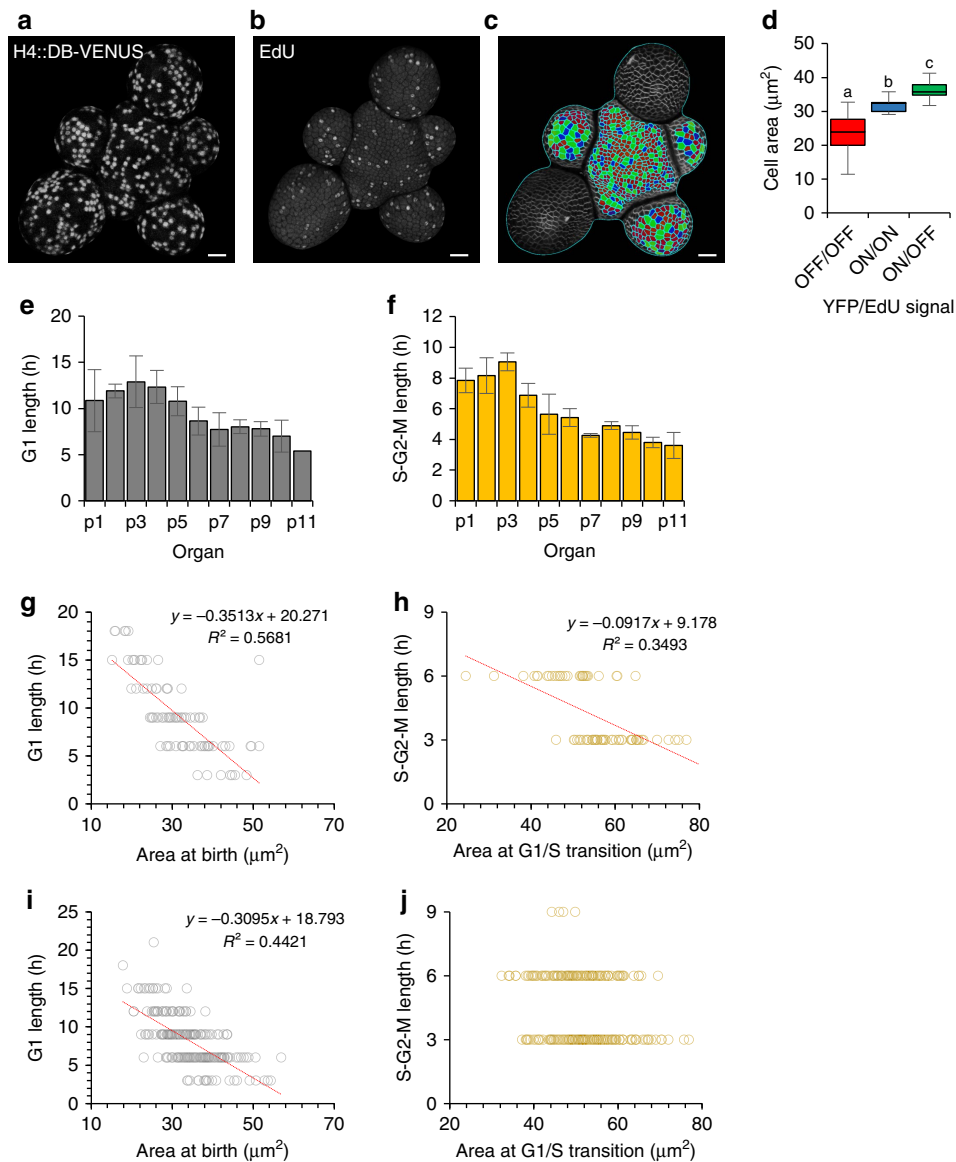 a
H4::DB-VENUS
b
EdU
c
d
50
40
30
20
10
0
Cell area (μm²)
a
b
c
OFF/OFF
ON/ON
ON/OFF
YFP/EdU signal
e
20
15
10
5
0
G1 length (h)
p1 p3 p5 p7 p9 p11
Organ
f
12
10
8
6
4
2
0
S-G2-M length (h)
p1 p3 p5 p7 p9 p11
Organ
g
y = −0.3513x + 20.271
R² = 0.5681
20
15
10
5
0
G1 length (h)
10 30 50 70
Area at birth (μm²)
h
y = −0.0917x + 9.178
R² = 0.3493
9
6
3
0
S-G2-M length (h)
20 40 60 80
Area at G1/S transition (μm²)
i
y = −0.3095x + 18.793
R² = 0.4421
25
20
15
10
5
0
G1 length (h)
10 30 50 70
Area at birth (μm²)
j
9
6
3
0
S-G2-M length (h)
20 40 60 80
Area at G1/S transition (μm²)